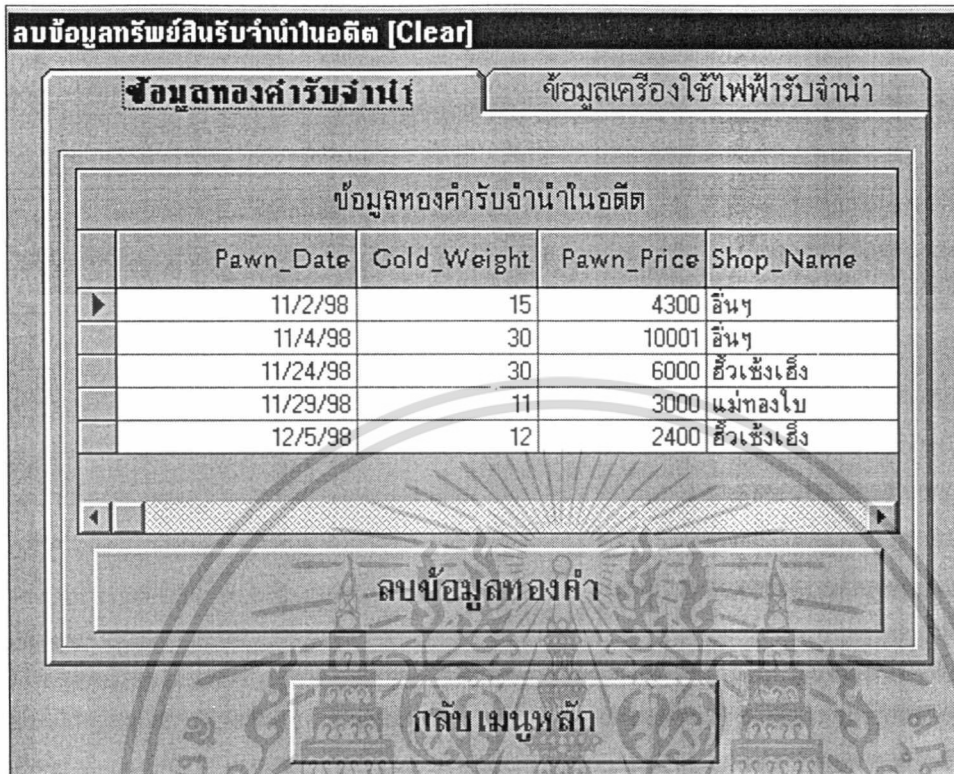 ลบข้อมูลทรัพย์สินรับจำนำในอดีต [Clear]
ข้อมูลทองคำรับจำนำ ข้อมูลเครื่องใช้ไฟฟ้ารับจำนำ
ข้อมูลทองคำรับจำนำในอดีต
Pawn_Date Gold_Weight Pawn_Price Shop_Name
11/2/98 15 4300 อื่นๆ
11/4/98 30 10001 อื่นๆ
11/24/98 30 6000 ฮั้วเซ้งเฮ็ง
11/29/98 11 3000 แม่ทองใบ
12/5/98 12 2400 ฮั้วเซ้งเฮ็ง
ลบข้อมูลทองคำ
กลับเมนูหลัก